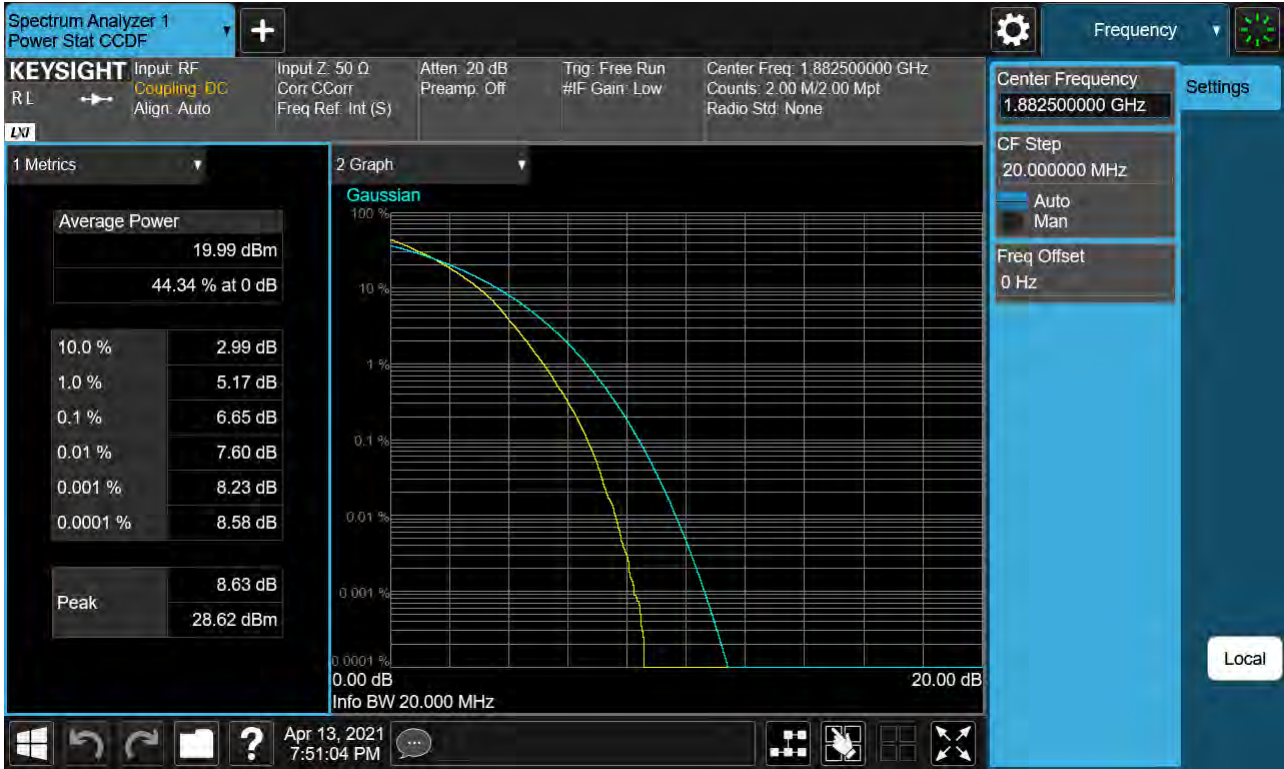 Spectrum Analyzer 1
Power Stat CCDF
Frequency
KEYSIGHT
R L
LXI
Input: RF
Coupling: DC
Align: Auto
Input Z: 50 Ω
Corr CCorr
Freq Ref: Int (S)
Atten: 20 dB
Preamp: Off
Trig: Free Run
#IF Gain: Low
Center Freq: 1.882500000 GHz
Counts: 2.00 M/2.00 Mpt
Radio Std: None
Center Frequency
1.882500000 GHz
Settings
CF Step
20.000000 MHz
Auto
Man
Freq Offset
0 Hz
Local
1 Metrics
Average Power
19.99 dBm
44.34 % at 0 dB
10.0 % 2.99 dB
1.0 % 5.17 dB
0.1 % 6.65 dB
0.01 % 7.60 dB
0.001 % 8.23 dB
0.0001 % 8.58 dB
Peak
8.63 dB
28.62 dBm
2 Graph
Gaussian
100 %
10 %
1 %
0.1 %
0.01 %
0.001 %
0.0001 %
0.00 dB 20.00 dB
Info BW 20.000 MHz
?
Apr 13, 2021
7:51:04 PM